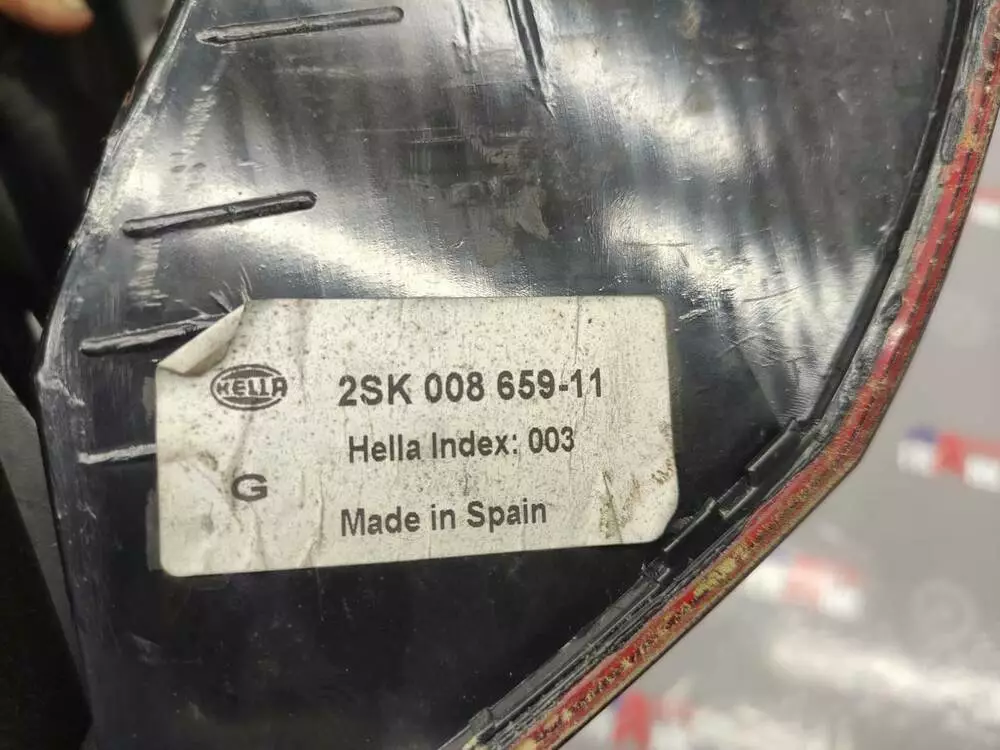 HELLA
2SK 008 659-11
Hella Index: 003
G
Made in Spain